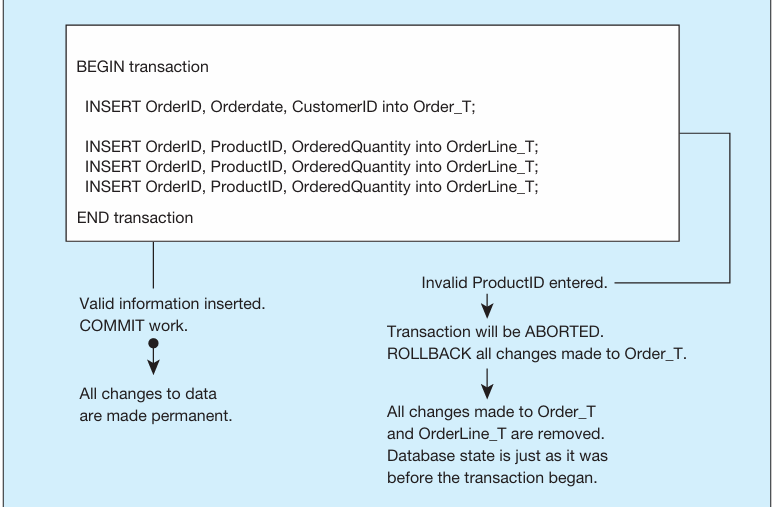 BEGIN transaction
INSERT OrderID, Orderdate, CustomerID into Order_T;
INSERT OrderID, ProductID, OrderedQuantity into OrderLine_T;
INSERT OrderID, ProductID, OrderedQuantity into OrderLine_T;
INSERT OrderID, ProductID, OrderedQuantity into OrderLine_T;
END transaction
Valid information inserted.
COMMIT work.
All changes to data
are made permanent.
Invalid ProductID entered.
Transaction will be ABORTED.
ROLLBACK all changes made to Order_T.
All changes made to Order_T
and OrderLine_T are removed.
Database state is just as it was
before the transaction began.